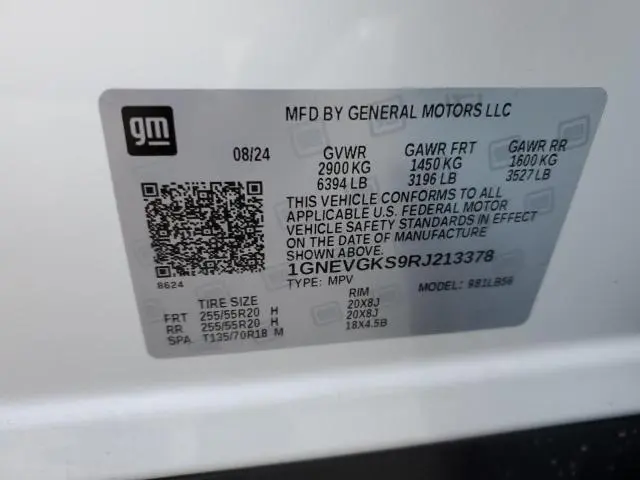 gm
MFD BY GENERAL MOTORS LLC
08/24 GVWR GAWR FRT GAWR RR
2900 KG 1450 KG 1600 KG
6394 LB 3196 LB 3527 LB
THIS VEHICLE CONFORMS TO ALL
APPLICABLE U.S. FEDERAL MOTOR
VEHICLE SAFETY STANDARDS IN EFFECT
ON THE DATE OF MANUFACTURE
SHOWN ABOVE.
1GNEVGKS9RJ213378
TYPE: MPV MODEL: 981LB56
8624
TIRE SIZE RIM
FRT 255/55R20 H 20X8J
RR 255/55R20 H 20X8J
SPA T135/70R18 M 18X4.5B